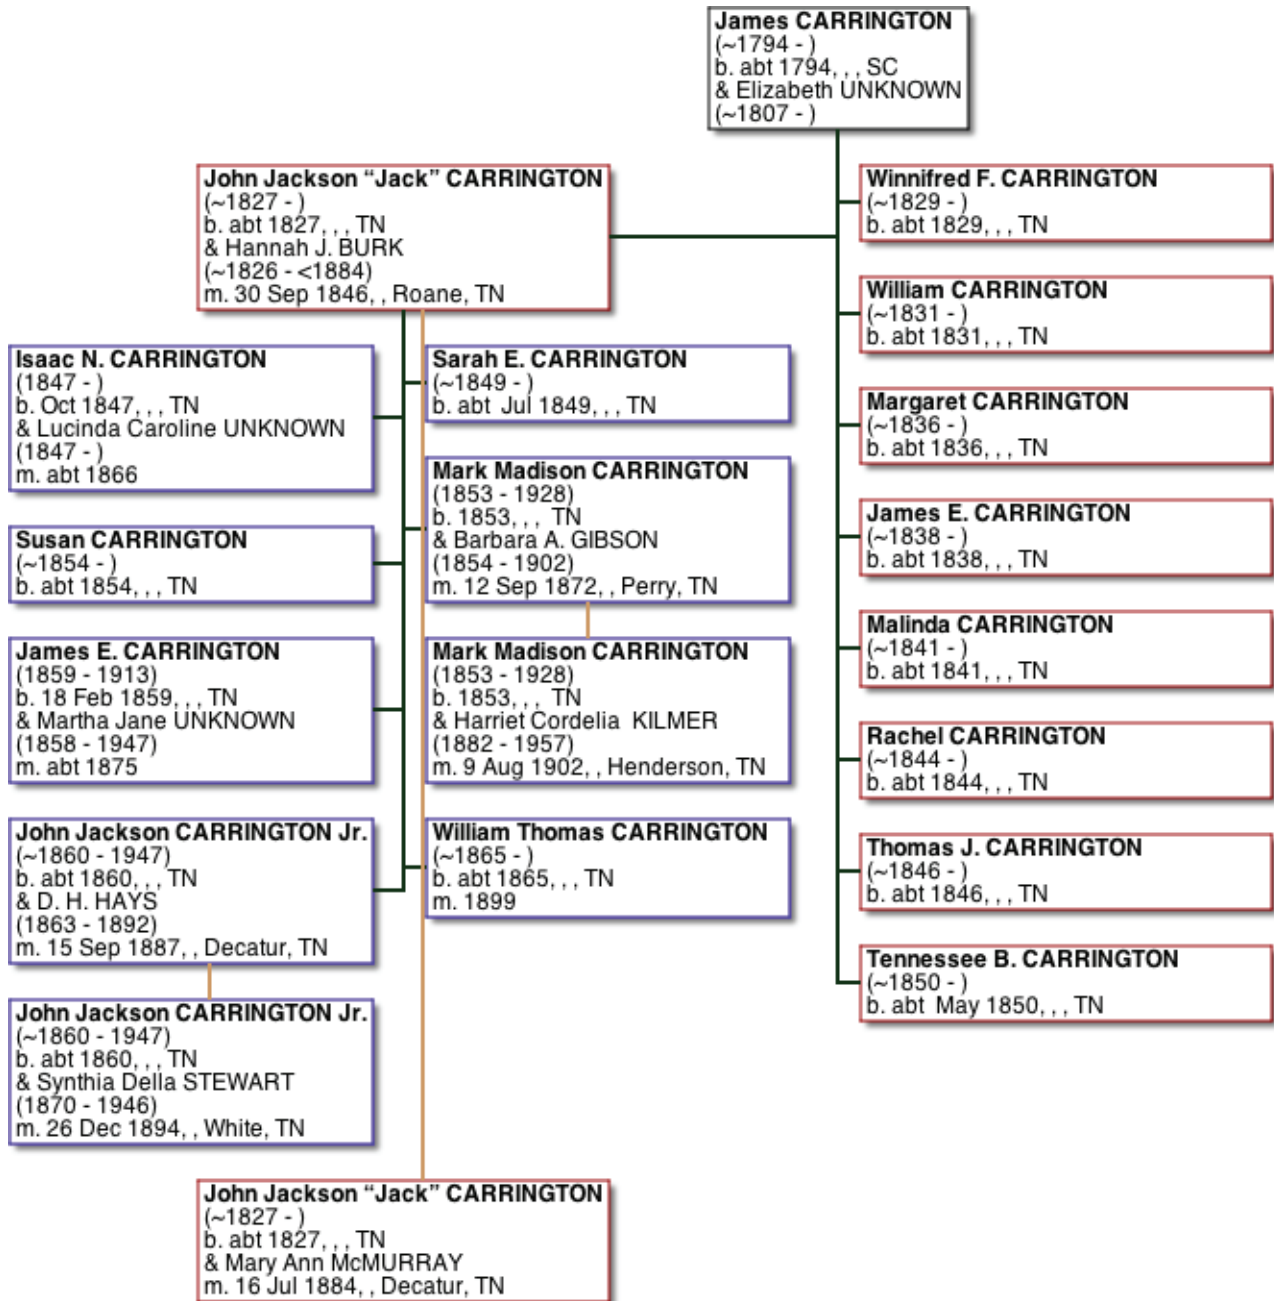 James CARRINGTON
(~1794 - )
b. abt 1794, , , SC
& Elizabeth UNKNOWN
(~1807 - )
John Jackson “Jack” CARRINGTON
(~1827 - )
b. abt 1827, , , TN
& Hannah J. BURK
(~1826 - <1884)
m. 30 Sep 1846, , Roane, TN
Isaac N. CARRINGTON
(1847 - )
b. Oct 1847, , , TN
& Lucinda Caroline UNKNOWN
(1847 - )
m. abt 1866
Sarah E. CARRINGTON
(~1849 - )
b. abt  Jul 1849, , , TN
Mark Madison CARRINGTON
(1853 - 1928)
b. 1853, , ,  TN
& Barbara A. GIBSON
(1854 - 1902)
m. 12 Sep 1872, , Perry, TN
Susan CARRINGTON
(~1854 - )
b. abt 1854, , , TN
Mark Madison CARRINGTON
(1853 - 1928)
b. 1853, , ,  TN
& Harriet Cordelia  KILMER
(1882 - 1957)
m. 9 Aug 1902, , Henderson, TN
James E. CARRINGTON
(1859 - 1913)
b. 18 Feb 1859, , , TN
& Martha Jane UNKNOWN
(1858 - 1947)
m. abt 1875
John Jackson CARRINGTON Jr.
(~1860 - 1947)
b. abt 1860, , , TN
& D. H. HAYS
(1863 - 1892)
m. 15 Sep 1887, , Decatur, TN
William Thomas CARRINGTON
(~1865 - )
b. abt 1865, , , TN
m. 1899
John Jackson CARRINGTON Jr.
(~1860 - 1947)
b. abt 1860, , , TN
& Synthia Della STEWART
(1870 - 1946)
m. 26 Dec 1894, , White, TN
John Jackson “Jack” CARRINGTON
(~1827 - )
b. abt 1827, , , TN
& Mary Ann McMURRAY
m. 16 Jul 1884, , Decatur, TN
Winnifred F. CARRINGTON
(~1829 - )
b. abt 1829, , , TN
William CARRINGTON
(~1831 - )
b. abt 1831, , , TN
Margaret CARRINGTON
(~1836 - )
b. abt 1836, , , TN
James E. CARRINGTON
(~1838 - )
b. abt 1838, , , TN
Malinda CARRINGTON
(~1841 - )
b. abt 1841, , , TN
Rachel CARRINGTON
(~1844 - )
b. abt 1844, , , TN
Thomas J. CARRINGTON
(~1846 - )
b. abt 1846, , , TN
Tennessee B. CARRINGTON
(~1850 - )
b. abt  May 1850, , , TN